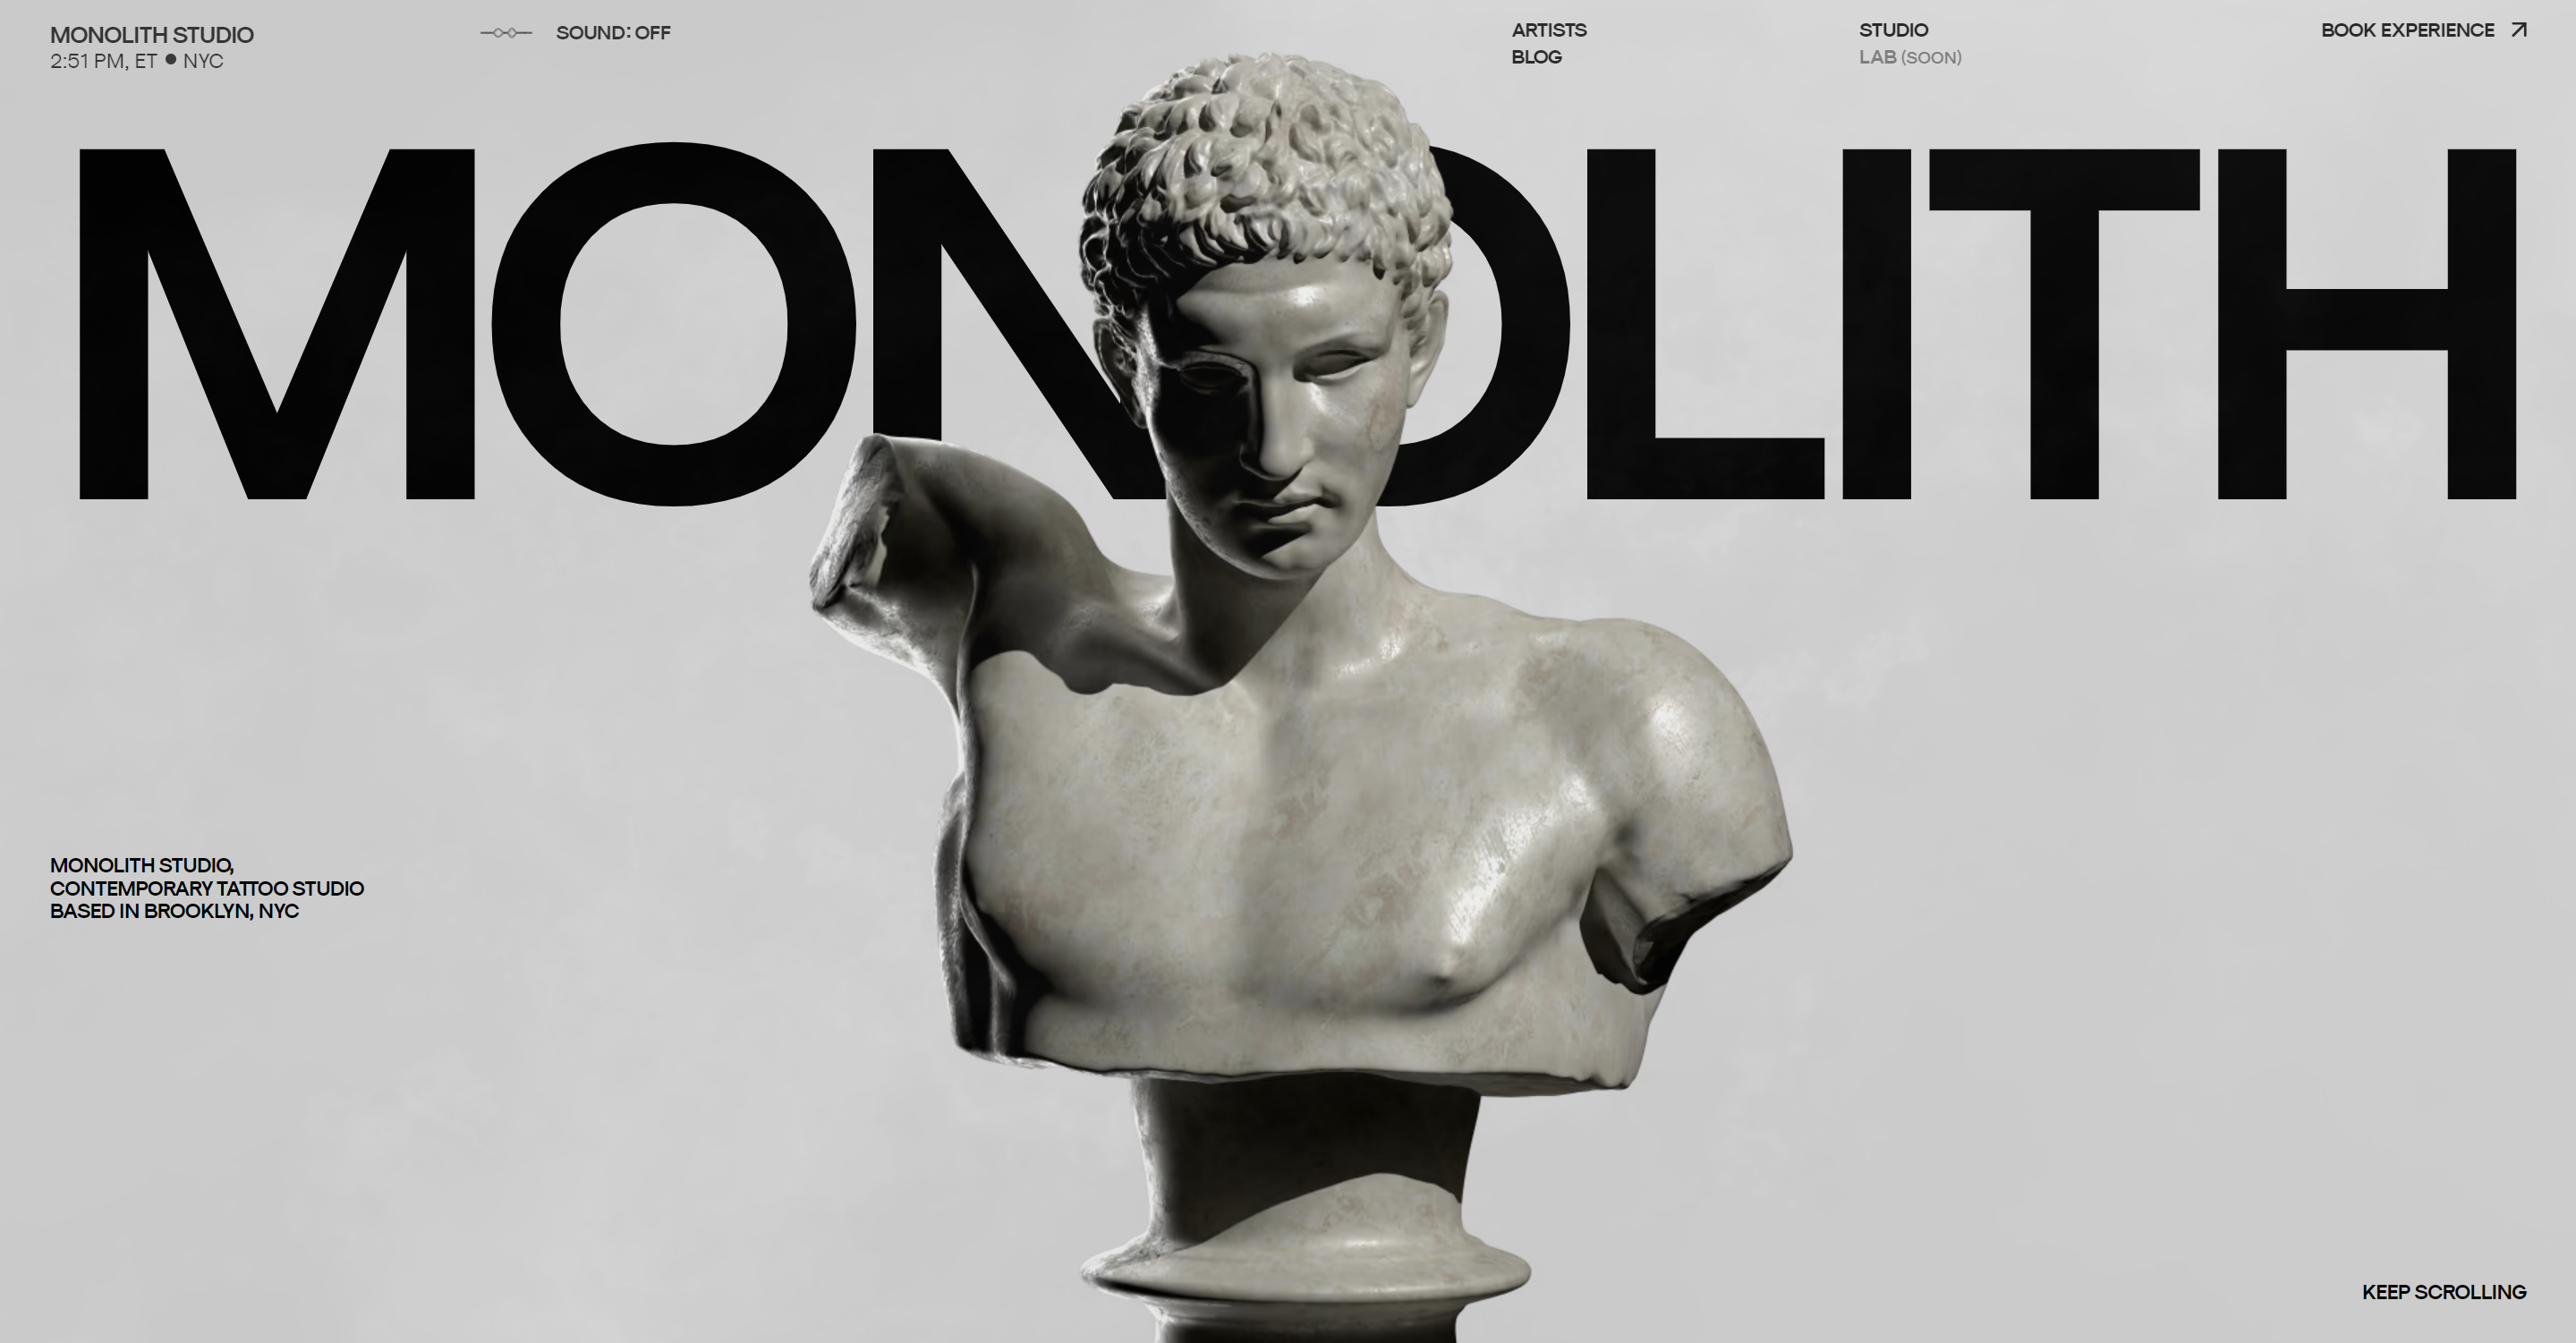 MONOLITH STUDIO
2:51 PM, ET • NYC
SOUND: OFF
ARTISTS
BLOG
STUDIO
LAB (SOON)
BOOK EXPERIENCE
MONOLITH
MONOLITH STUDIO,
CONTEMPORARY TATTOO STUDIO
BASED IN BROOKLYN, NYC
KEEP SCROLLING